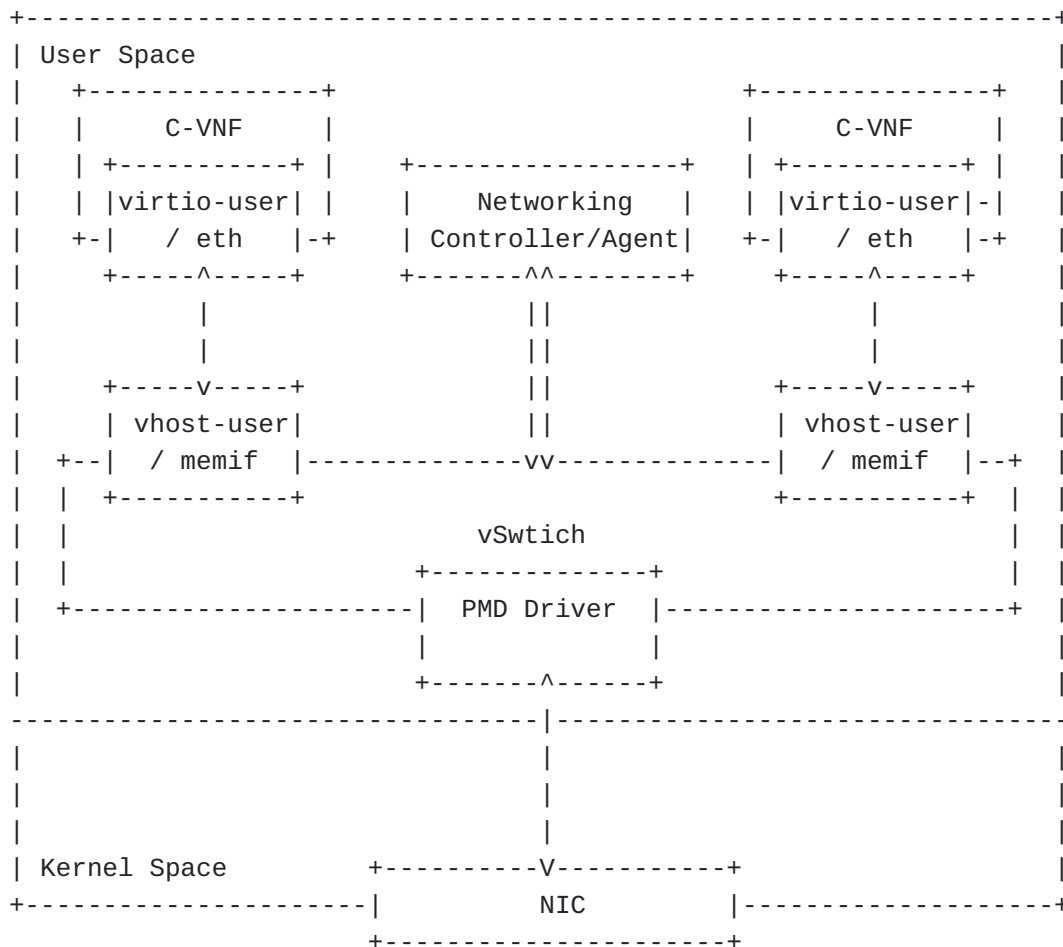 User Space
C-VNF C-VNF
virtio-user Networking virtio-user
/ eth Controller/Agent / eth
vhost-user vhost-user
/ memif / memif
vSwtich
PMD Driver
Kernel Space
NIC